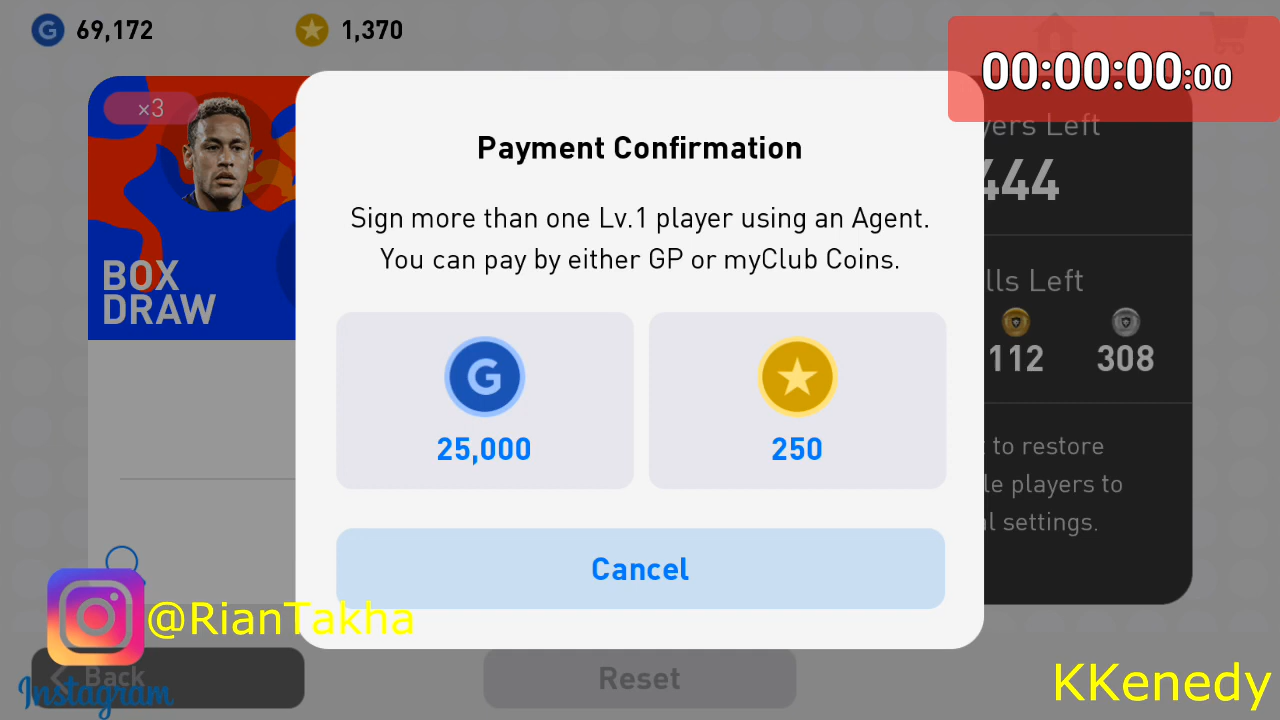 69,172
1,370
00:00:00:00
×3
yers Left
444
Payment Confirmation
Sign more than one Lv.1 player using an Agent.
You can pay by either GP or myClub Coins.
BOX
DRAW
lls Left
112
308
G
25,000
250
t to restore
le players to
l settings.
Cancel
@RianTakha
Back
Instagram
Reset
KKenedy